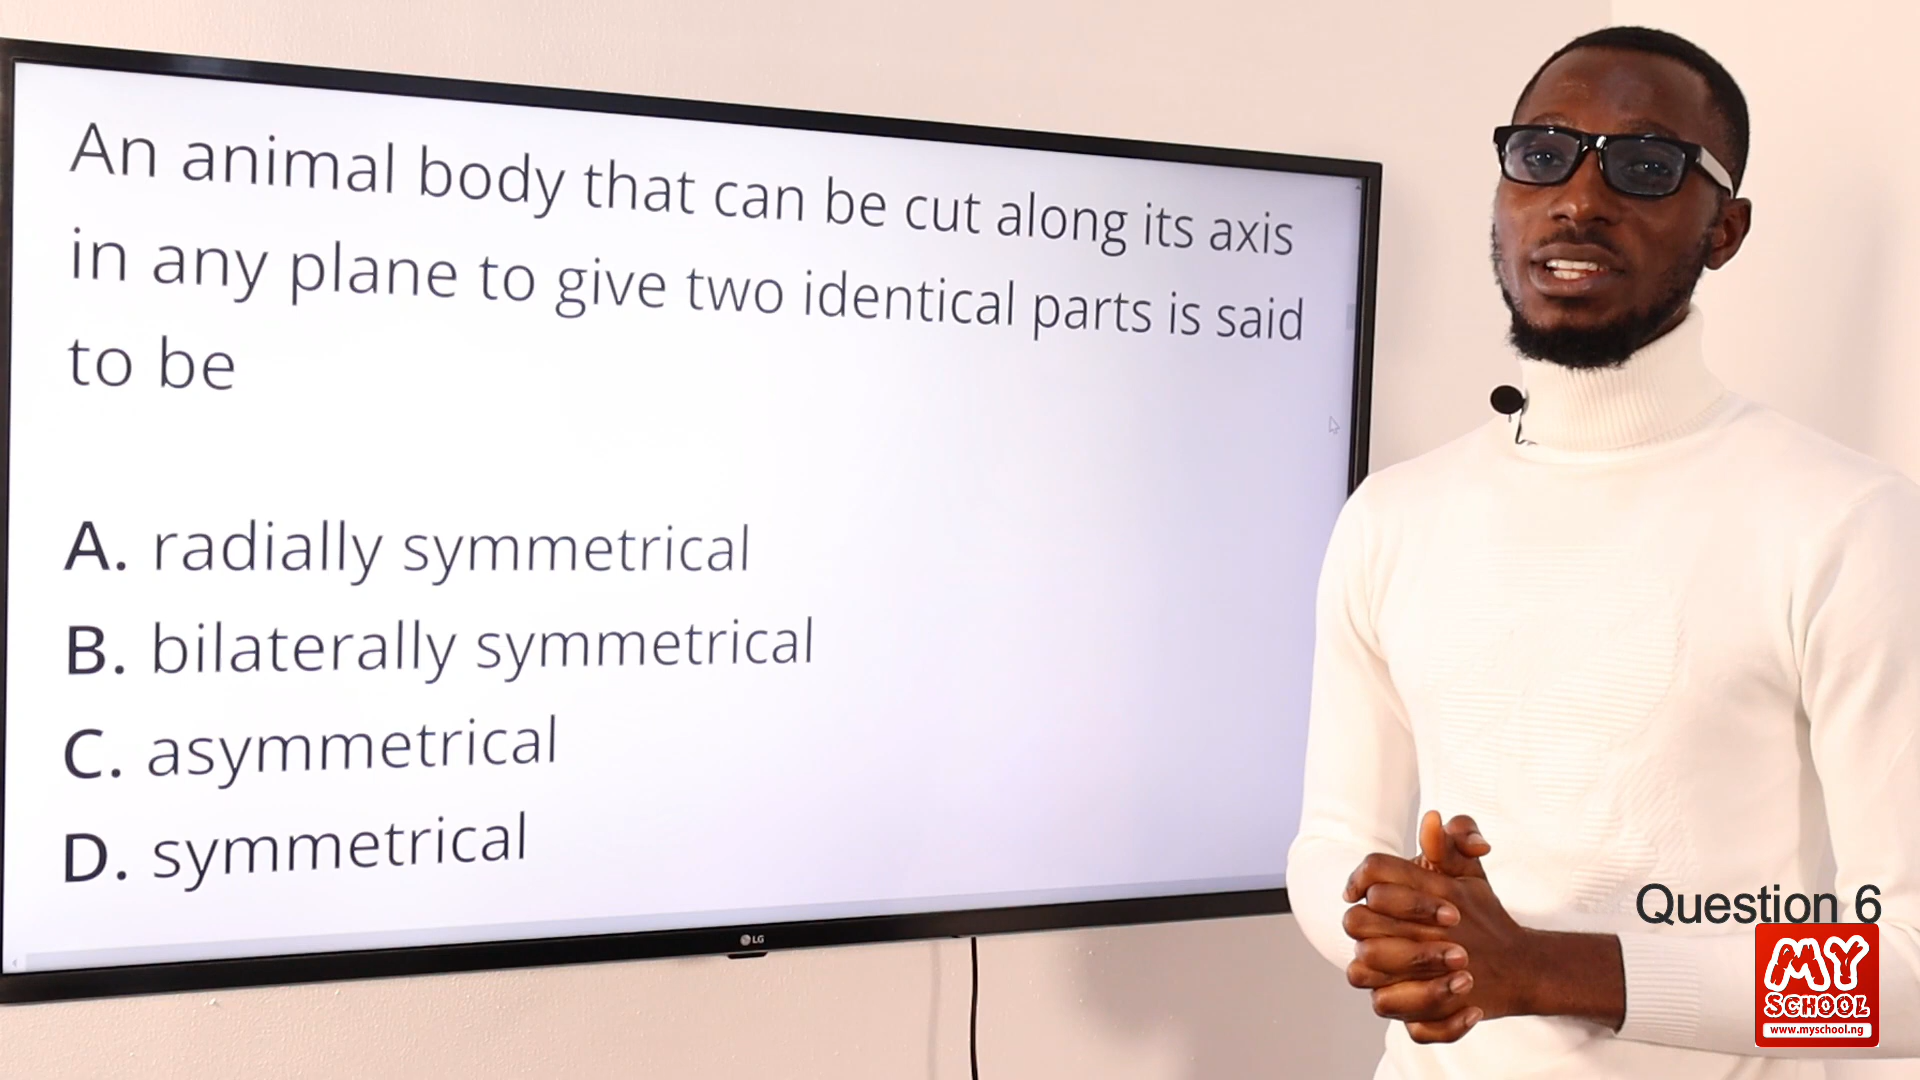 An animal body that can be cut along its axis
in any plane to give two identical parts is said
to be
A. radially symmetrical
B. bilaterally symmetrical
C. asymmetrical
D. symmetrical
LG
Question 6
MY
SCHOOL
www.myschool.ng